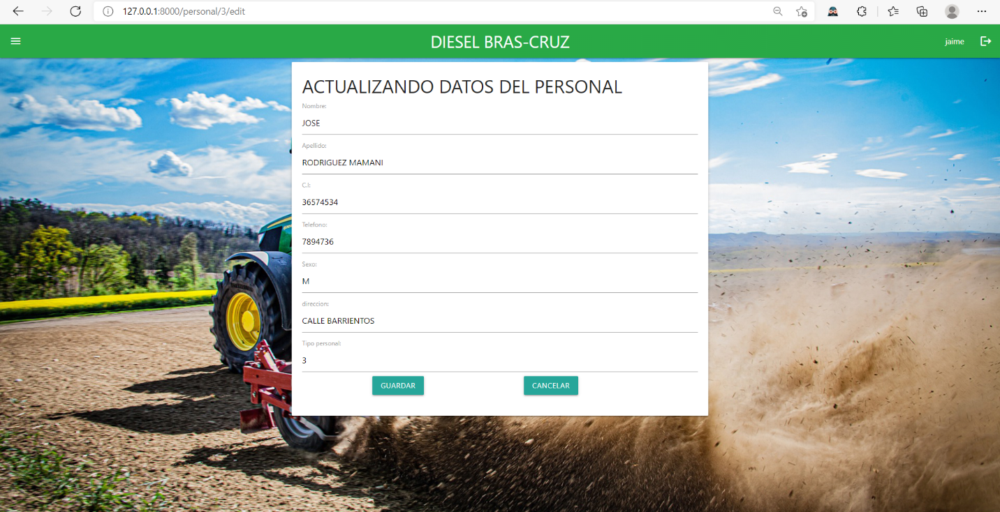 127.0.0.1:8000/personal/3/edit
DIESEL BRAS-CRUZ
jaime
ACTUALIZANDO DATOS DEL PERSONAL
Nombre:
JOSE
Apellido:
RODRIGUEZ MAMANI
C.I:
36574534
Telefono:
7894736
Sexo:
M
direccion:
CALLE BARRIENTOS
Tipo personal:
3
GUARDAR CANCELAR